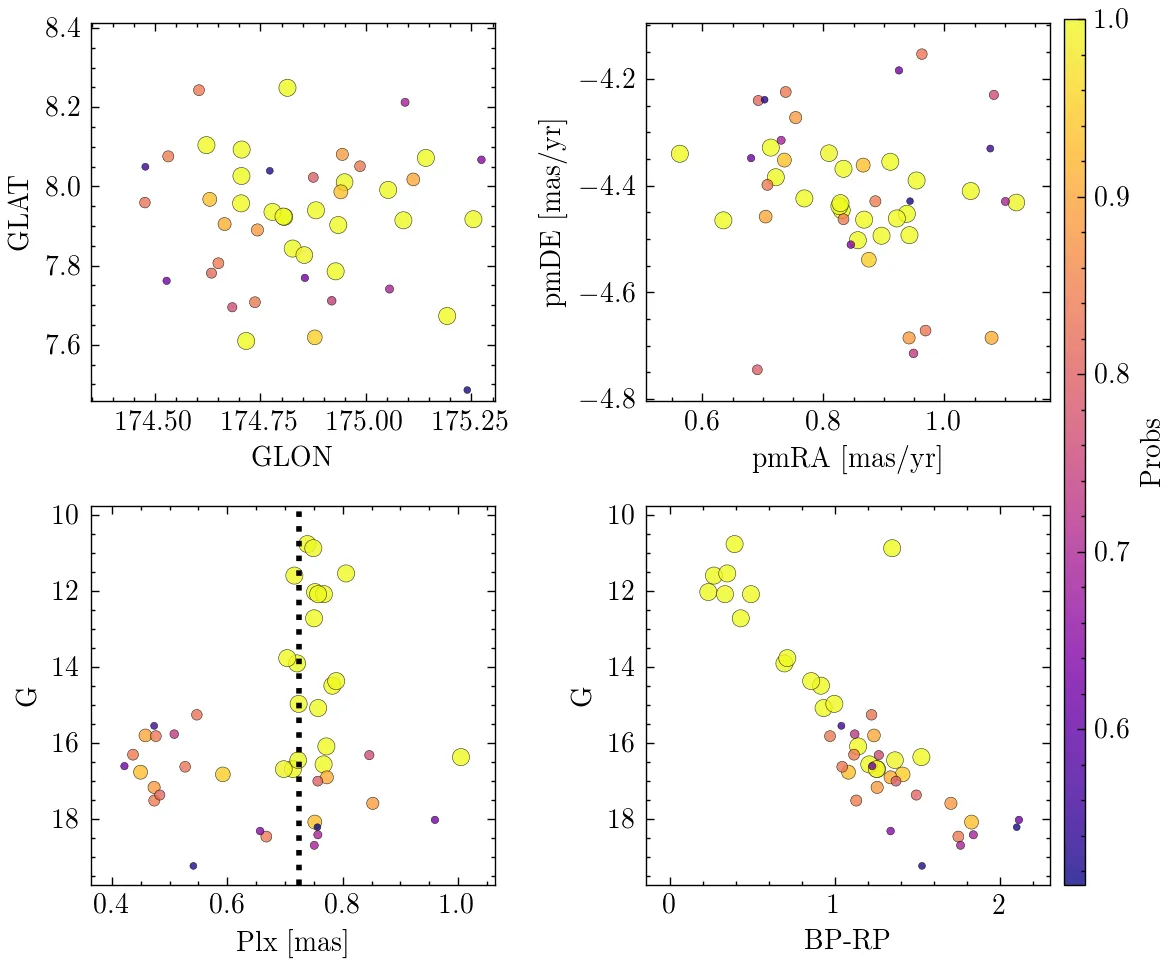 8.4
8.2
8.0
7.8
7.6
GLAT
174.50 174.75 175.00 175.25
GLON
−4.2
−4.4
−4.6
−4.8
pmDE [mas/yr]
0.6 0.8 1.0
pmRA [mas/yr]
10
12
14
16
18
G
0.4 0.6 0.8 1.0
Plx [mas]
10
12
14
16
18
G
0 1 2
BP-RP
1.0
0.9
0.8
0.7
0.6
Probs